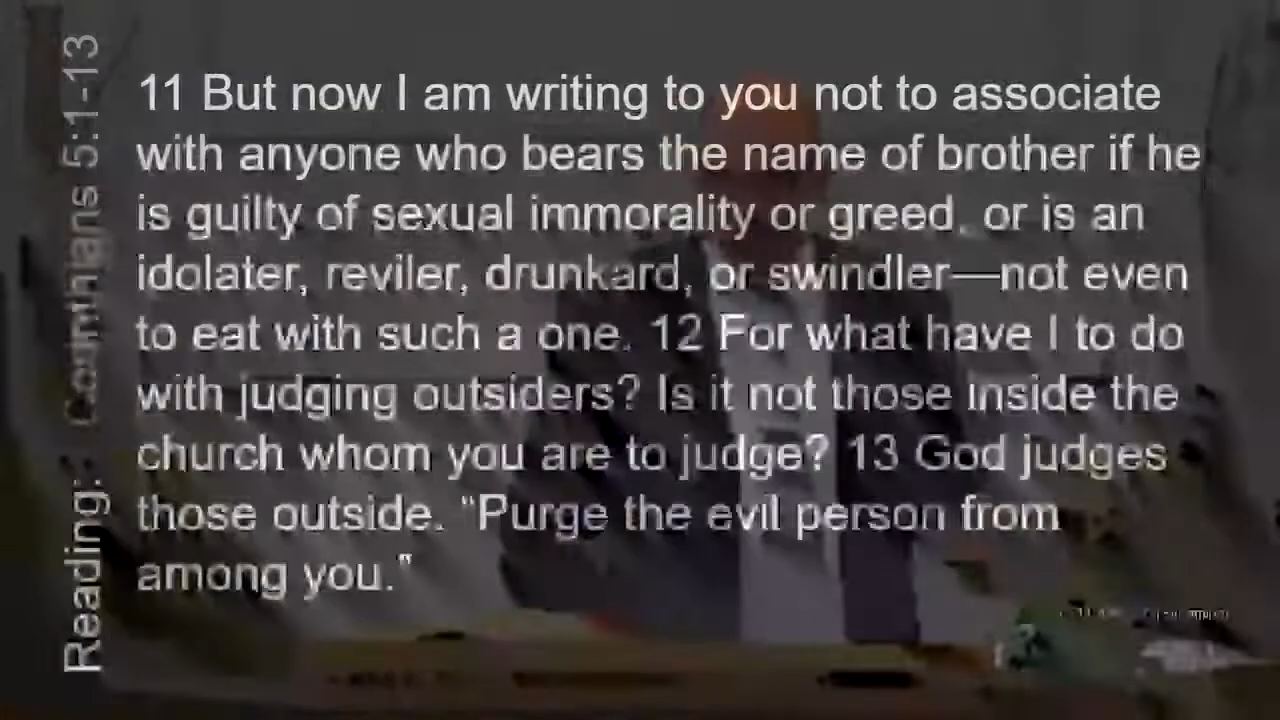 Reading: Corinthians 5:1-13
11 But now I am writing to you not to associate
with anyone who bears the name of brother if he
is guilty of sexual immorality or greed, or is an
idolater, reviler, drunkard, or swindler—not even
to eat with such a one. 12 For what have I to do
with judging outsiders? Is it not those inside the
church whom you are to judge? 13 God judges
those outside. “Purge the evil person from
among you.”